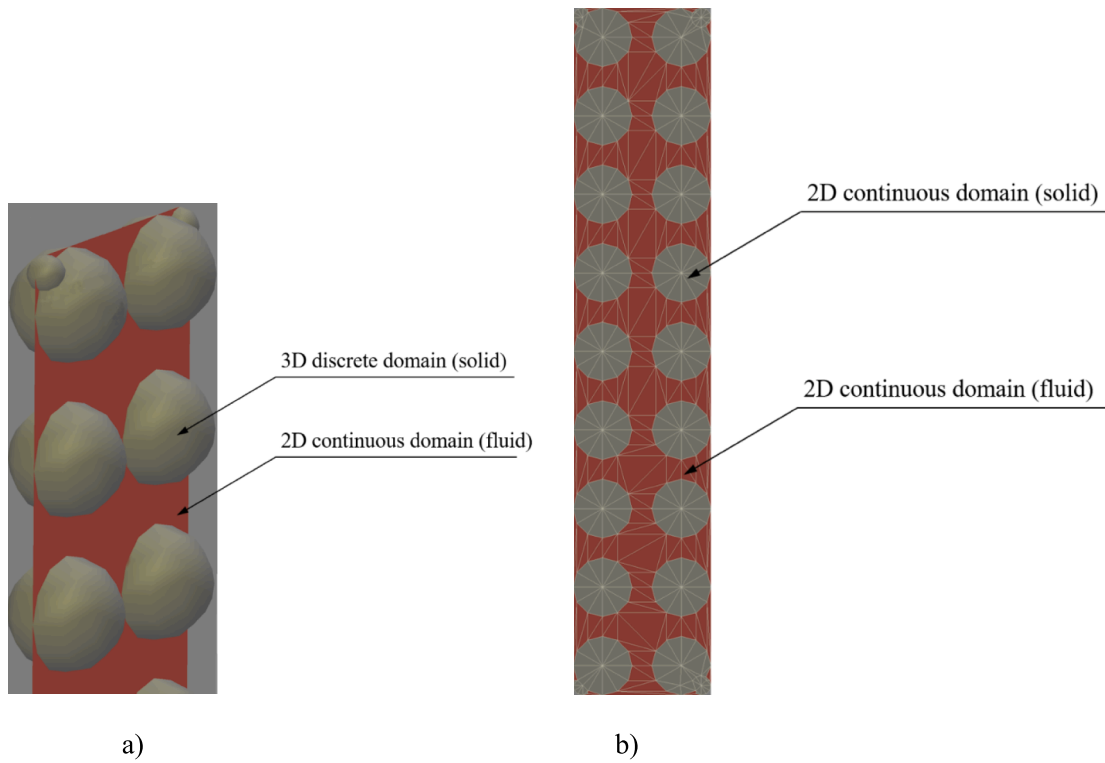 3D discrete domain (solid)
2D continuous domain (fluid)
2D continuous domain (solid)
2D continuous domain (fluid)
a)
b)